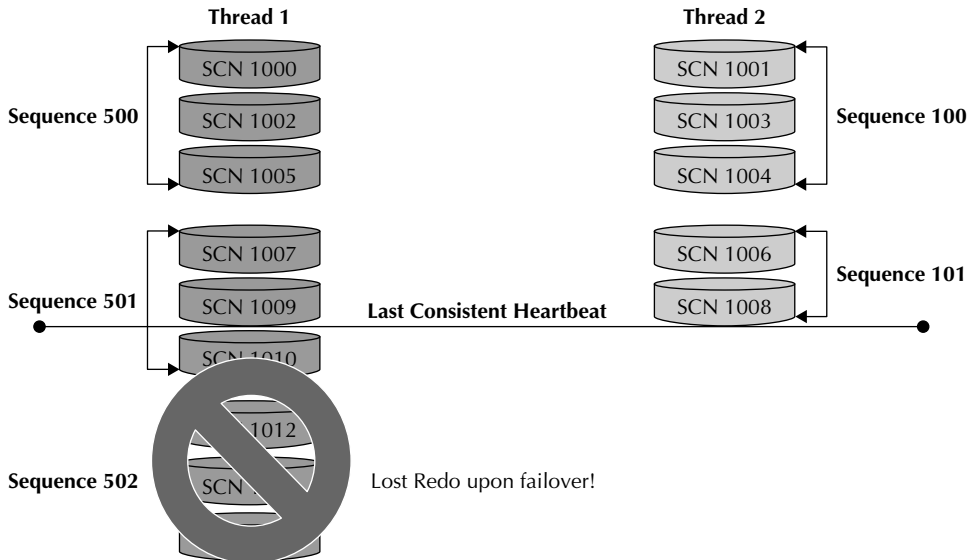 Thread 1
Thread 2
SCN 1000
SCN 1001
Sequence 500
SCN 1002
SCN 1003
Sequence 100
SCN 1005
SCN 1004
SCN 1007
SCN 1006
Sequence 501
SCN 1009
Last Consistent Heartbeat
SCN 1008
Sequence 101
SCN 1010
1012
Sequence 502
SCN
Lost Redo upon failover!